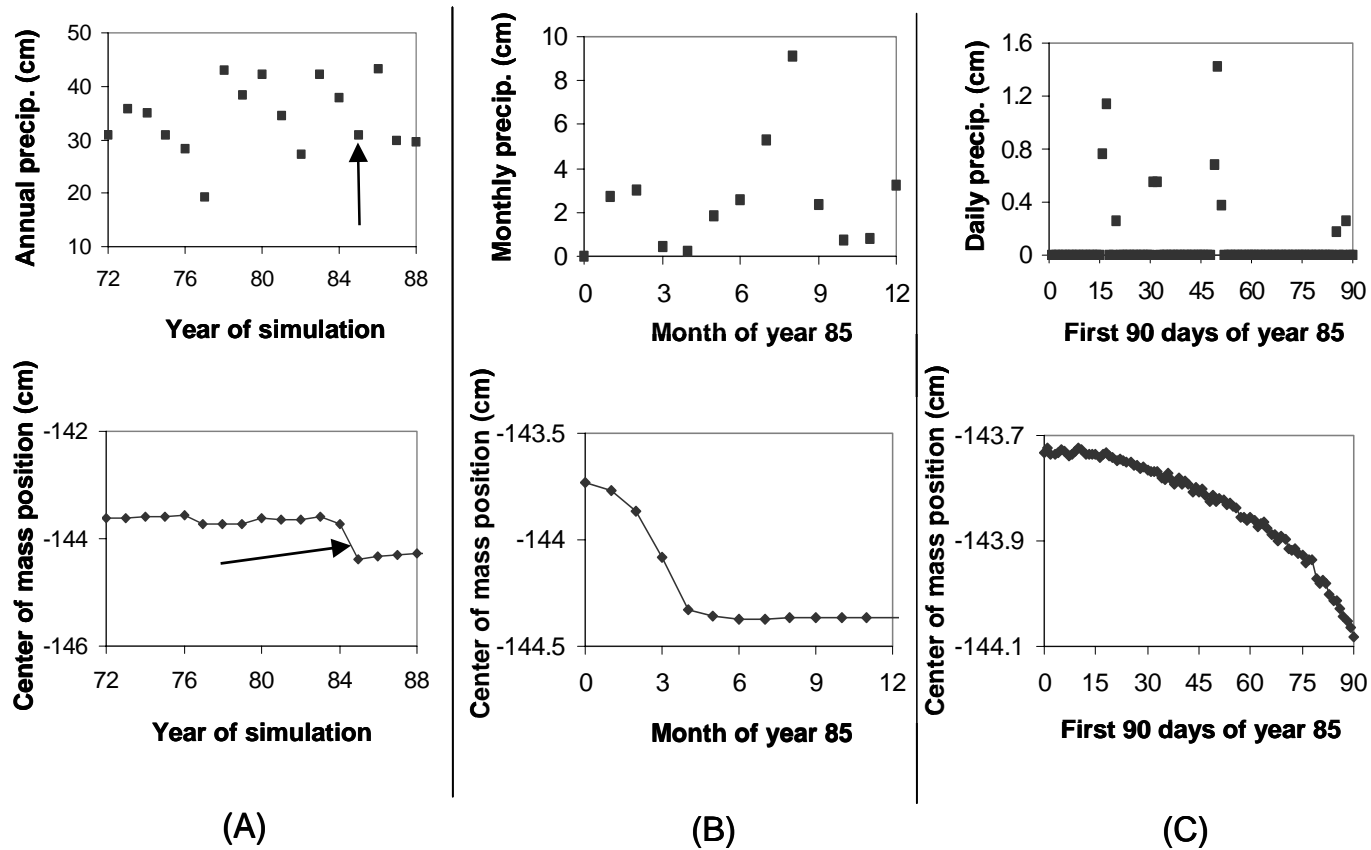 Annual precip. (cm)
50
40
30
20
10
72 76 80 84 88
Year of simulation
Center of mass position (cm)
-142
-144
-146
72 76 80 84 88
Year of simulation
(A)
Monthly precip. (cm)
10
8
6
4
2
0
0 3 6 9 12
Month of year 85
Center of mass position (cm)
-143.5
-144
-144.5
0 3 6 9 12
Month of year 85
(B)
Daily precip. (cm)
1.6
1.2
0.8
0.4
0
0 15 30 45 60 75 90
First 90 days of year 85
Center of mass position (cm)
-143.7
-143.9
-144.1
0 15 30 45 60 75 90
First 90 days of year 85
(C)